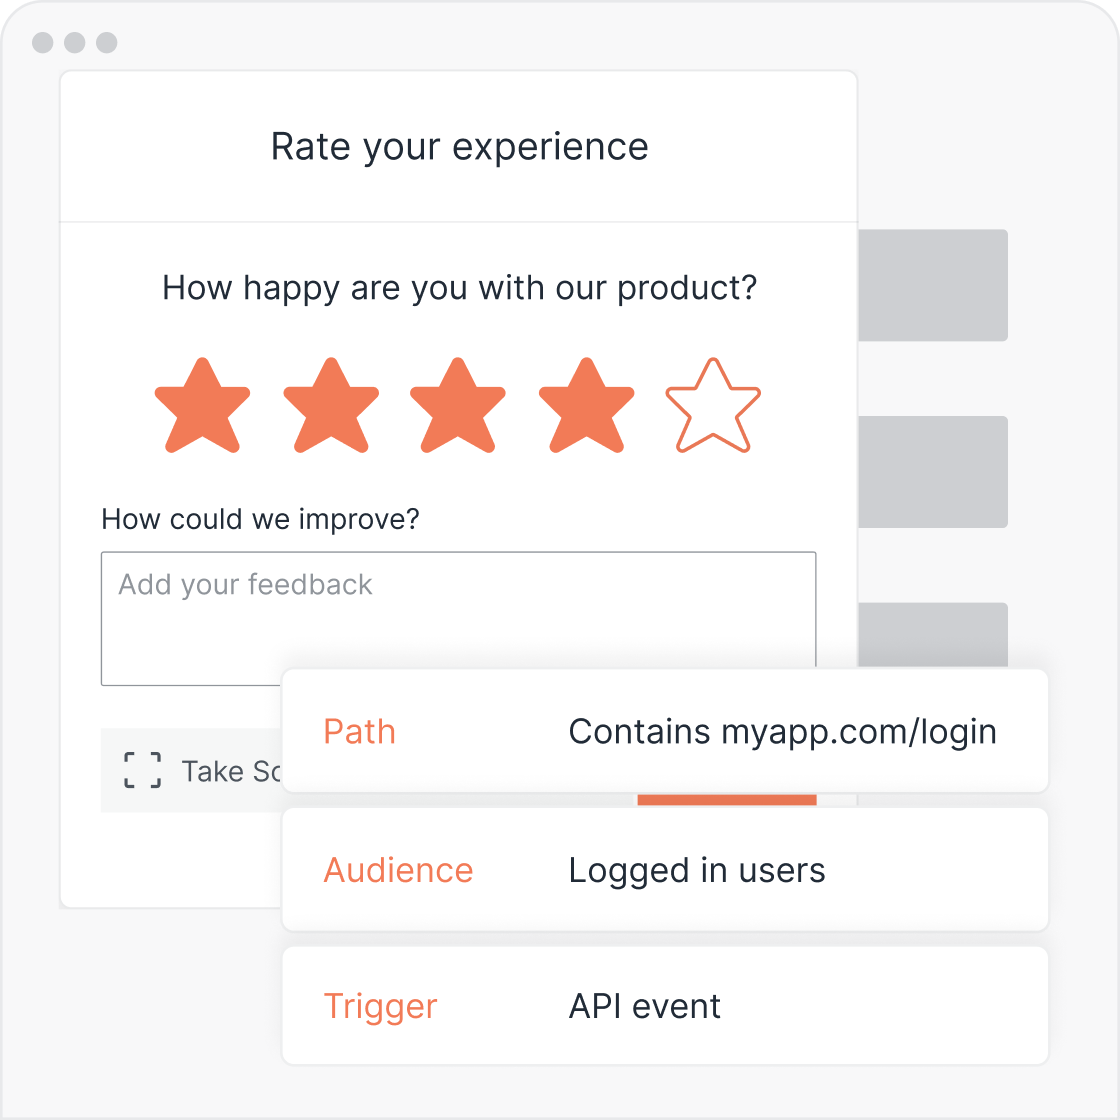 Rate your experience
How happy are you with our product?
How could we improve?
Add your feedback
Take
Path Contains myapp.com/login
Audience Logged in users
Trigger API event